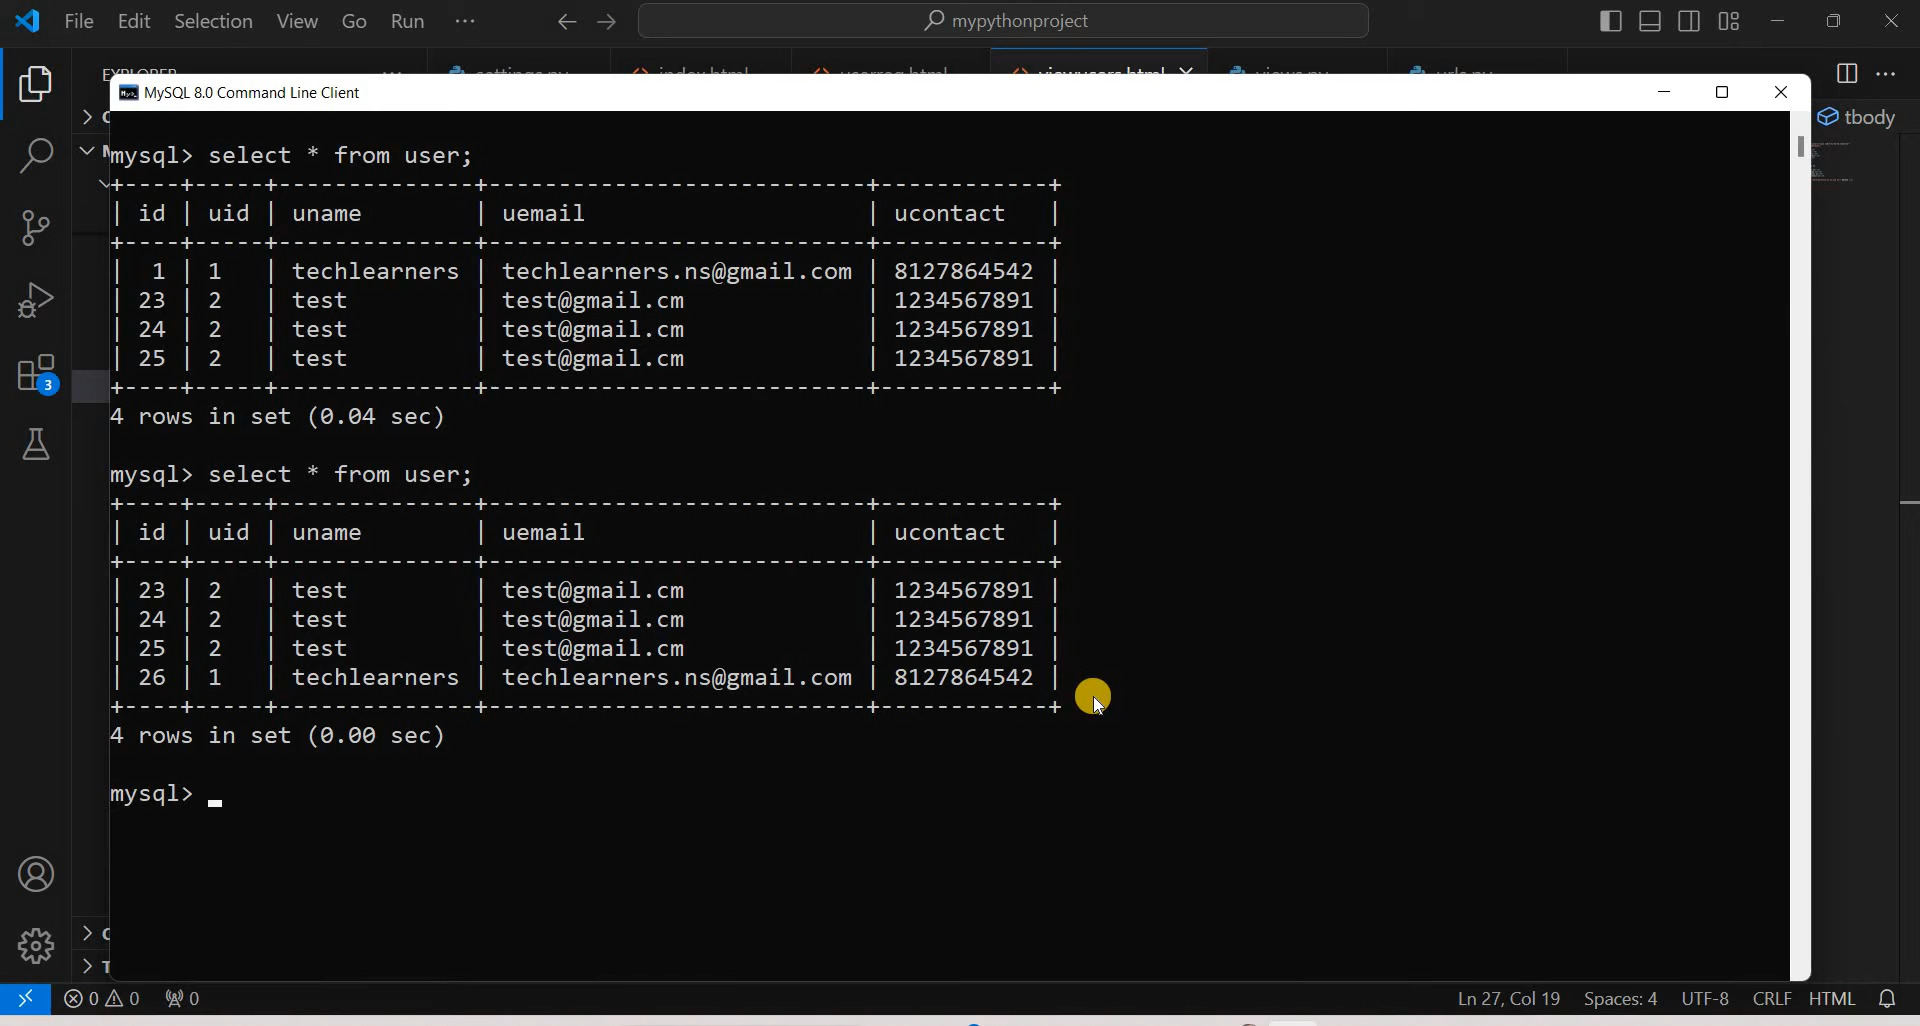 File Edit Selection View Go Run ··· mypythonproject
MySQL 8.0 Command Line Client
tbody
mysql> select * from user;
+----+-----+--------------+---------------------------+------------+
| id | uid | uname        | uemail                    | ucontact   |
+----+-----+--------------+---------------------------+------------+
|  1 | 1   | techlearners | techlearners.ns@gmail.com | 8127864542 |
| 23 | 2   | test         | test@gmail.cm             | 1234567891 |
| 24 | 2   | test         | test@gmail.cm             | 1234567891 |
| 25 | 2   | test         | test@gmail.cm             | 1234567891 |
+----+-----+--------------+---------------------------+------------+
4 rows in set (0.04 sec)
mysql> select * from user;
+----+-----+--------------+---------------------------+------------+
| id | uid | uname        | uemail                    | ucontact   |
+----+-----+--------------+---------------------------+------------+
| 23 | 2   | test         | test@gmail.cm             | 1234567891 |
| 24 | 2   | test         | test@gmail.cm             | 1234567891 |
| 25 | 2   | test         | test@gmail.cm             | 1234567891 |
| 26 | 1   | techlearners | techlearners.ns@gmail.com | 8127864542 |
+----+-----+--------------+---------------------------+------------+
4 rows in set (0.00 sec)
mysql>
3
0 0 0 Ln 27, Col 19 Spaces: 4 UTF-8 CRLF HTML